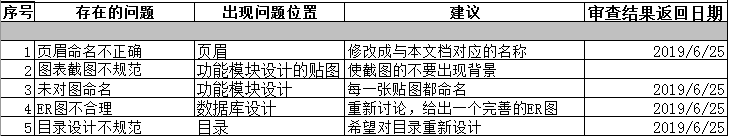 序号 存在的问题 出现问题位置 建议 审查结果返回日期
1 页眉命名不正确 页眉 修改成与本文档对应的名称 2019/6/25
2 图表截图不规范 功能模块设计的贴图 使截图的不要出现背景
3 未对图命名 功能模块设计 每一张贴图都命名 2019/6/25
4 ER图不合理 数据库设计 重新讨论，给出一个完善的ER图 2019/6/25
5 目录设计不规范 目录 希望对目录重新设计 2019/6/25